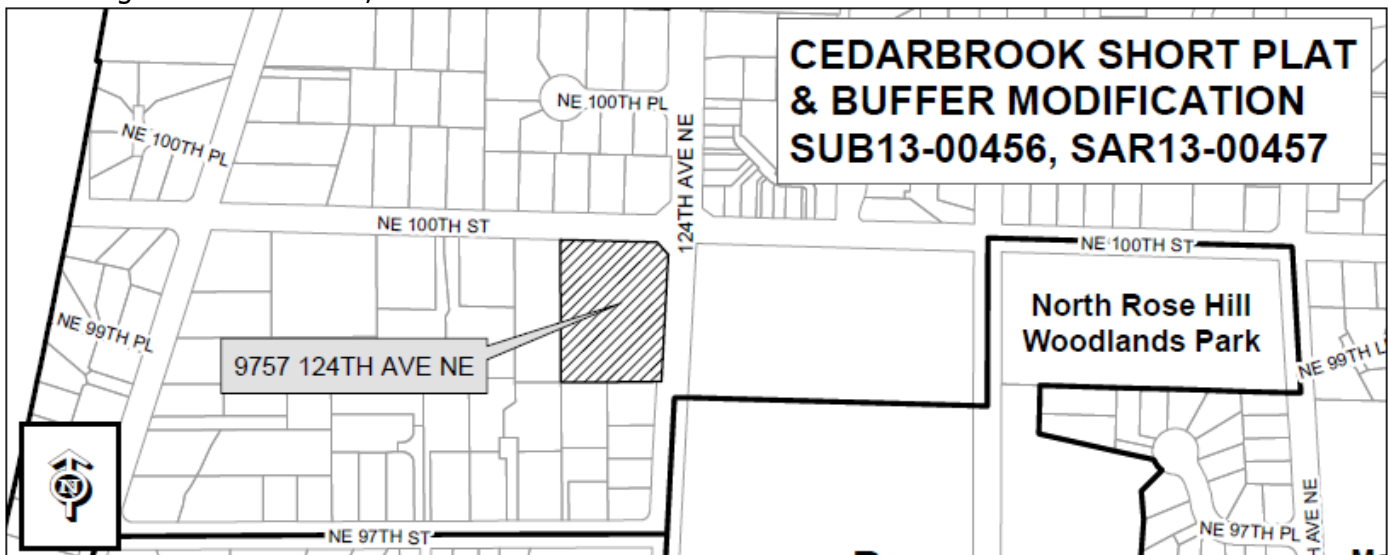 CEDARBROOK SHORT PLAT
& BUFFER MODIFICATION
SUB13-00456, SAR13-00457
NE 100TH PL
NE 100TH PL
124TH AVE NE
NE 100TH ST
NE 100TH ST
North Rose Hill
Woodlands Park
NE 99TH PL
9757 124TH AVE NE
NE 99TH L
N
NE 97TH ST
NE 97TH PL
AVE NE